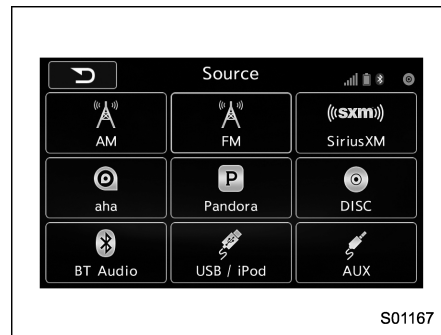 Source
AM
FM
((sxm))
SiriusXM
aha
P
Pandora
DISC
BT Audio
USB / iPod
AUX
S01167